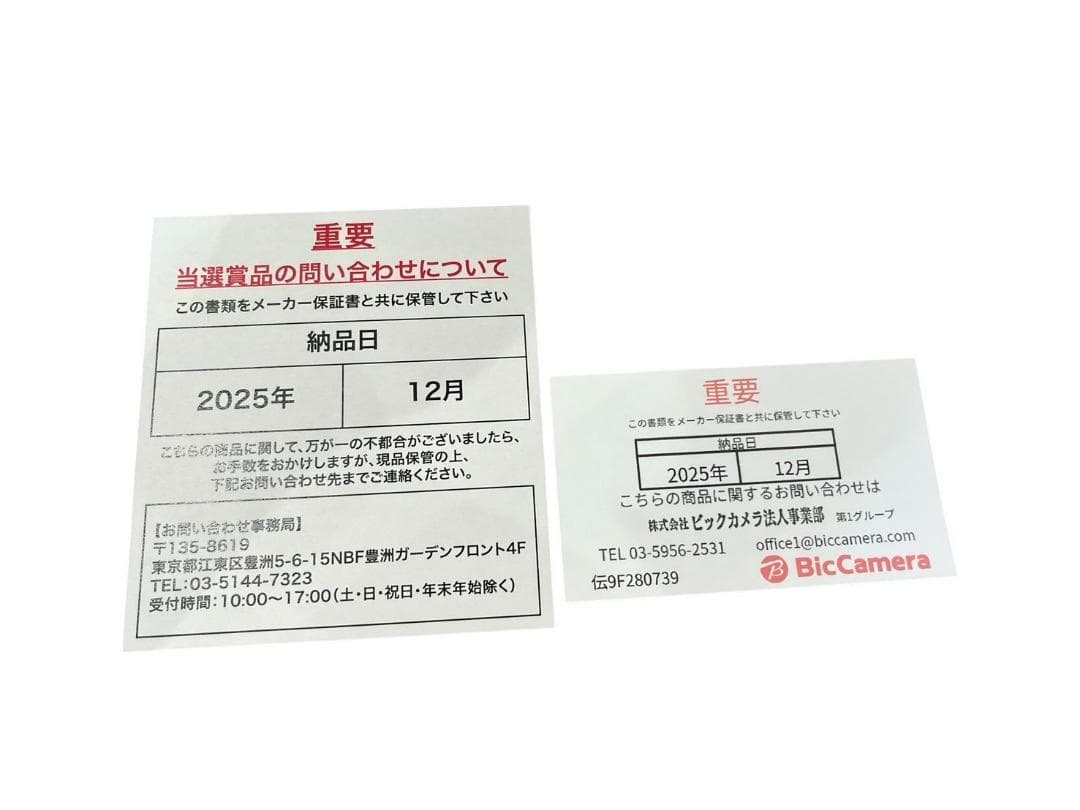 重要
当選賞品の問い合わせについて
この書類をメーカー保証書と共に保管して下さい
納品日
2025年 12月
こちらの商品に関して、万が一の不都合がございましたら、
お手数をおかけしますが、現品保管の上、
下記お問い合わせ先までご連絡ください。
【お問い合わせ事務局】
〒135-8619
東京都江東区豊洲5-6-15NBF豊洲ガーデンフロント4F
TEL:03-5144-7323
受付時間:10:00〜17:00(土・日・祝日・年末年始除く)
重要
この書類をメーカー保証書と共に保管して下さい
納品日
2025年 12月
こちらの商品に関するお問い合わせは
株式会社 ビックカメラ法人事業部 第1グループ
TEL 03-5956-2531 office1@biccamera.com
伝9F280739
BicCamera